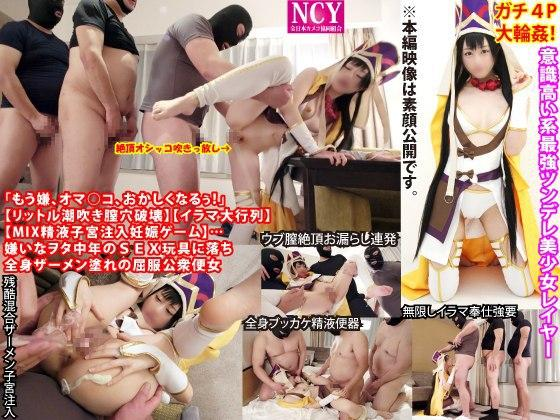 NCY
全日本カメコ協同組合
ガチ4P
大輪姦!
意識高い系最強ツンデレ美少女レイヤー
※本編映像は素顔公開です。
絶頂オシッコ吹きっ放し→
「もう嫌、オマ〇コ、おかしくなるぅ!」
【リットル潮吹き膣穴破壊】【イラマ大行列】
【MIX精液子宮注入妊娠ゲーム】…
嫌いなヲタ中年のSEX玩具に落ち
全身ザーメン塗れの屈服公衆便女
ウブ膣絶頂お漏らし連発
残酷混合ザーメン子宮注入
全身ブッカケ精液便器
無限しイラマ奉仕強要